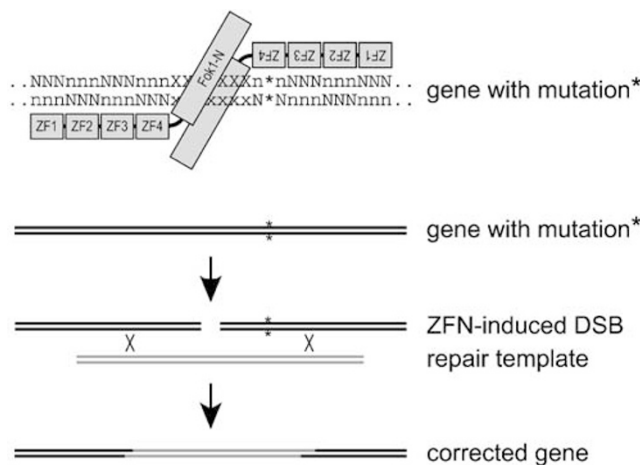 ZF4 ZF3 ZF2 ZF1
Fok1-N
. .NNNnnnNNNnnnXX XXXn*nNNNnnnNNN. .
. .nnnNNNnnnNNNx xxxxN*NnnnNNNnnn. .
gene with mutation*
ZF1 ZF2 ZF3 ZF4
*
*
gene with mutation*
*
*
ZFN-induced DSB
X X
repair template
corrected gene